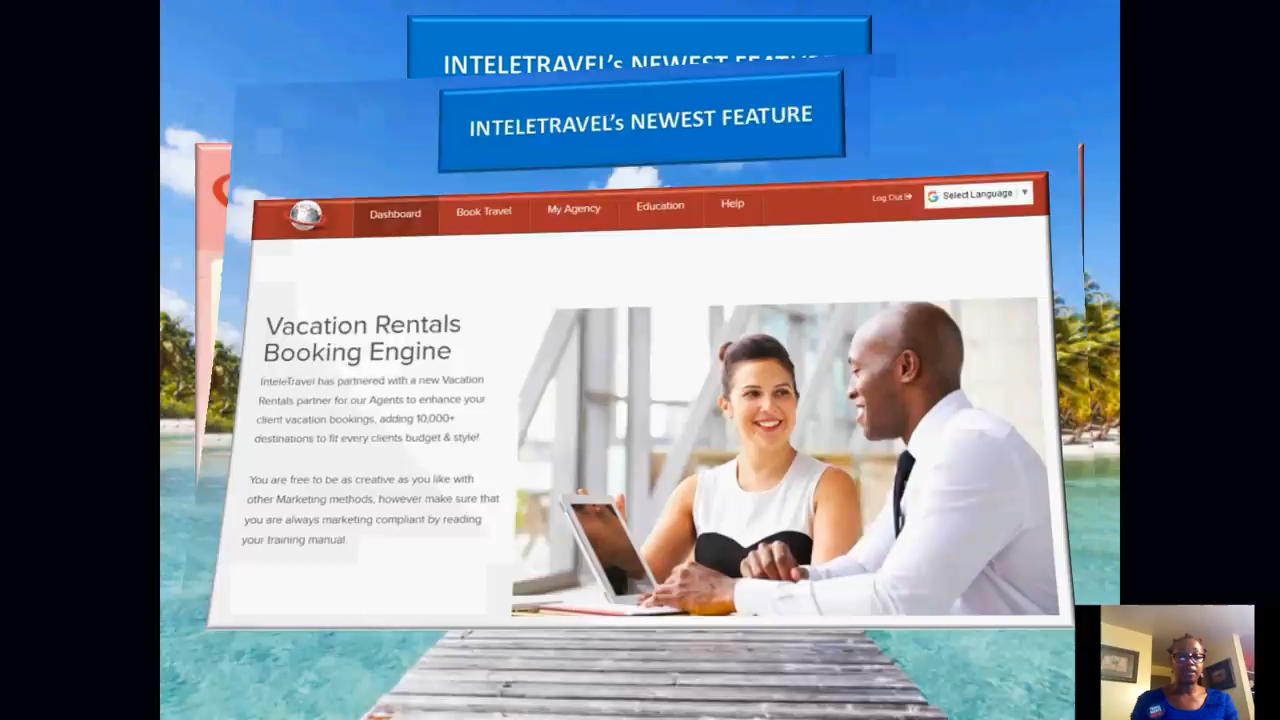 INTELETRAVEL's NEWEST FEATURE
INTELETRAVEL's NEWEST FEATURE
Dashboard
Book Travel
My Agency
Education
Help
Log Out
Select Language
Vacation Rentals
Booking Engine
InteleTravel has partnered with a new Vacation
Rentals partner for our Agents to enhance your
client vacation bookings, adding 10,000+
destinations to fit every clients budget & style!
You are free to be as creative as you like with
other Marketing methods, however make sure that
you are always marketing compliant by reading
your training manual.